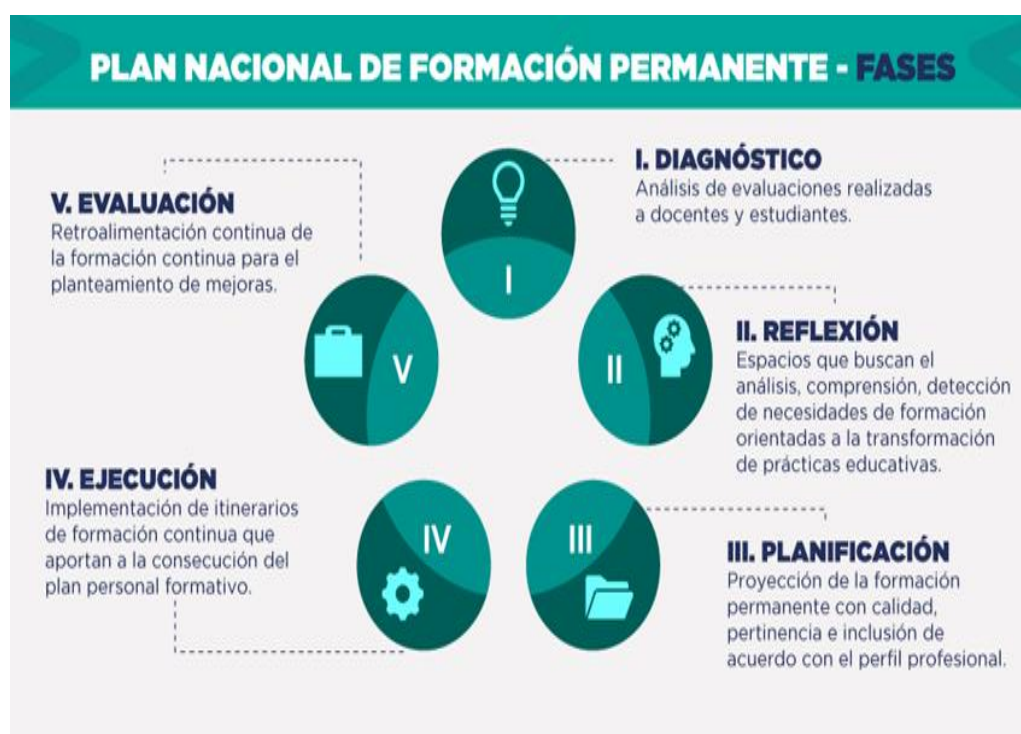 PLAN NACIONAL DE FORMACIÓN PERMANENTE - FASES
I. DIAGNÓSTICO
Análisis de evaluaciones realizadas
a docentes y estudiantes.
II. REFLEXIÓN
Espacios que buscan el
análisis, comprensión, detección
de necesidades de formación
orientadas a la transformación
de prácticas educativas.
III. PLANIFICACIÓN
Proyección de la formación
permanente con calidad,
pertinencia e inclusión de
acuerdo con el perfil profesional.
IV. EJECUCIÓN
Implementación de itinerarios
de formación continua que
aportan a la consecución del
plan personal formativo.
V. EVALUACIÓN
Retroalimentación continua de
la formación continua para el
planteamiento de mejoras.
I
II
III
IV
V